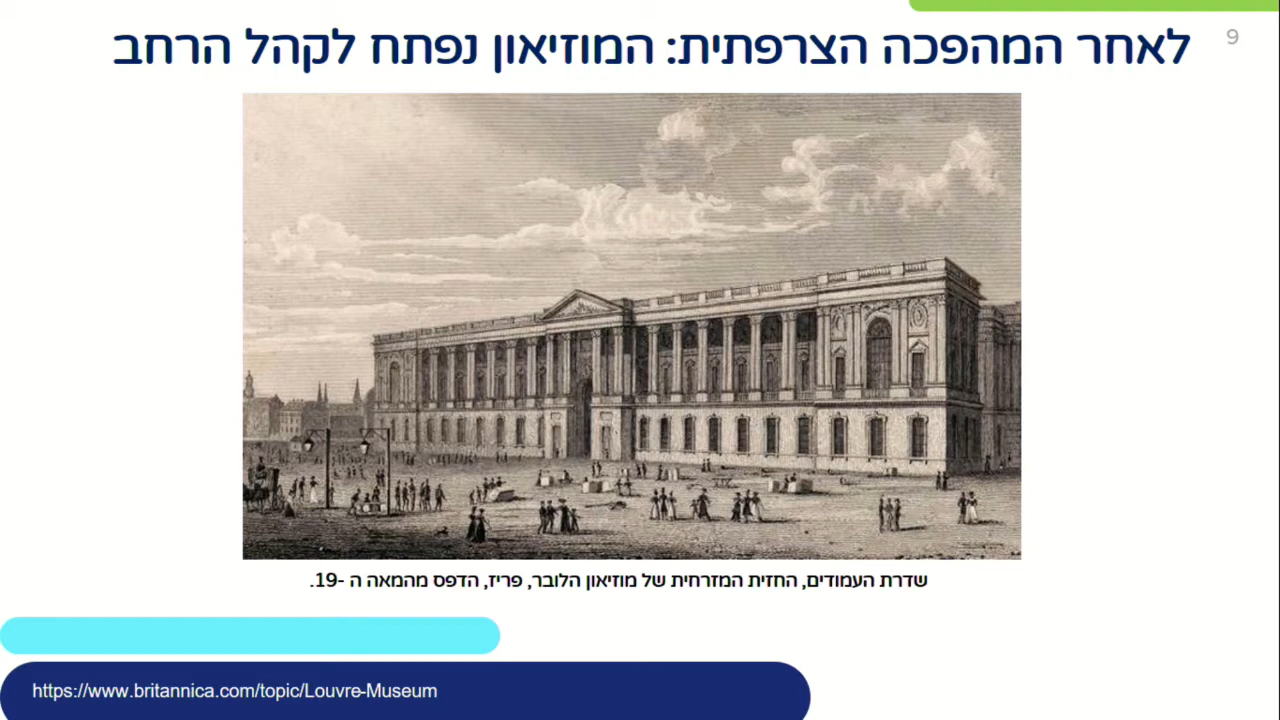 9
לאחר המהפכה הצרפתית: המוזיאון נפתח לקהל הרחב
שדרת העמודים, החזית המזרחית של מוזיאון הלובר, פריז, הדפס מהמאה ה -19.
https://www.britannica.com/topic/Louvre-Museum